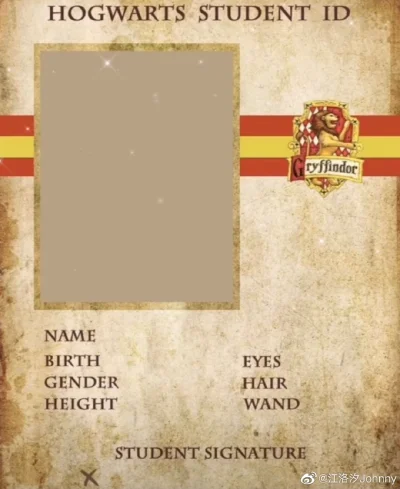 HOGWARTS STUDENT ID
Gryffindor
NAME
BIRTH EYES
GENDER HAIR
HEIGHT WAND
STUDENT SIGNATURE
@江洛汐Johnny